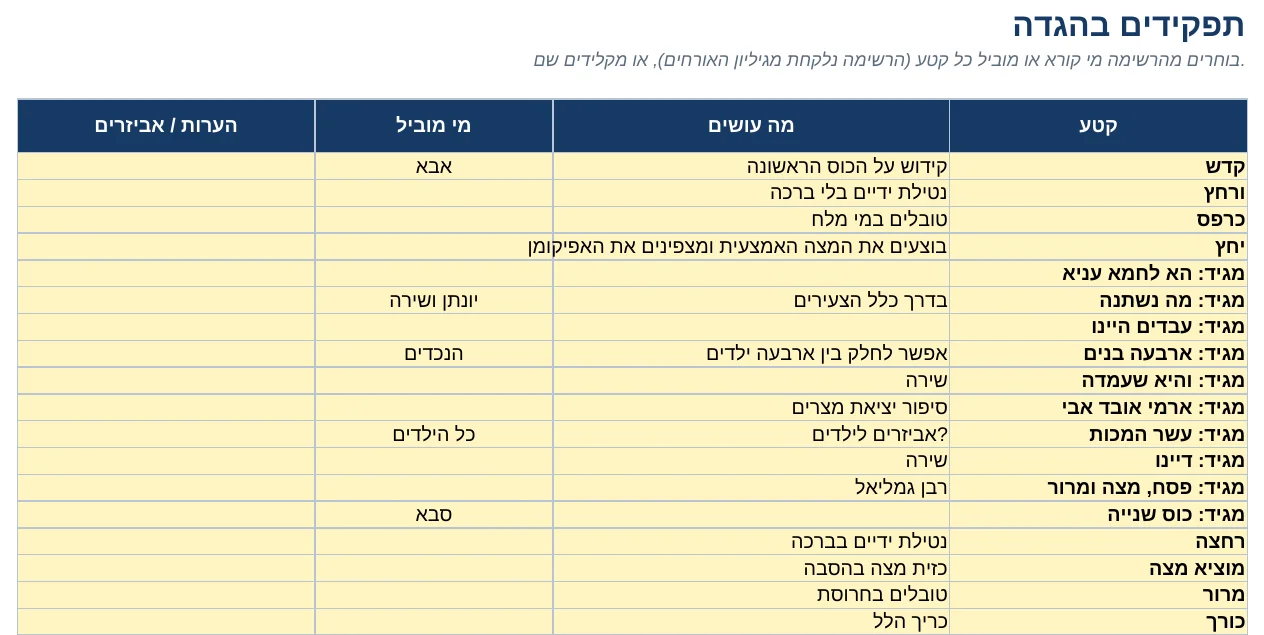 תפקידים בהגדה
בוחרים מהרשימה מי קורא או מוביל כל קטע (הרשימה נלקחת מגיליון האורחים), או מקלידים שם.
קטע מה עושים מי מוביל הערות / אביזרים
קדש קידוש על הכוס הראשונה אבא
ורחץ נטילת ידיים בלי ברכה
כרפס טובלים במי מלח
יחץ בוצעים את המצה האמצעית ומצפינים את האפיקומן
מגיד: הא לחמא עניא
מגיד: מה נשתנה בדרך כלל הצעירים יונתן ושירה
מגיד: עבדים היינו
מגיד: ארבעה בנים אפשר לחלק בין ארבעה ילדים הנכדים
מגיד: והיא שעמדה שירה
מגיד: ארמי אובד אבי סיפור יציאת מצרים
מגיד: עשר המכות אביזרים לילדים? כל הילדים
מגיד: דיינו שירה
מגיד: פסח, מצה ומרור רבן גמליאל
מגיד: כוס שנייה סבא
רחצה נטילת ידיים בברכה
מוציא מצה כזית מצה בהסבה
מרור טובלים בחרוסת
כורך כריך הלל